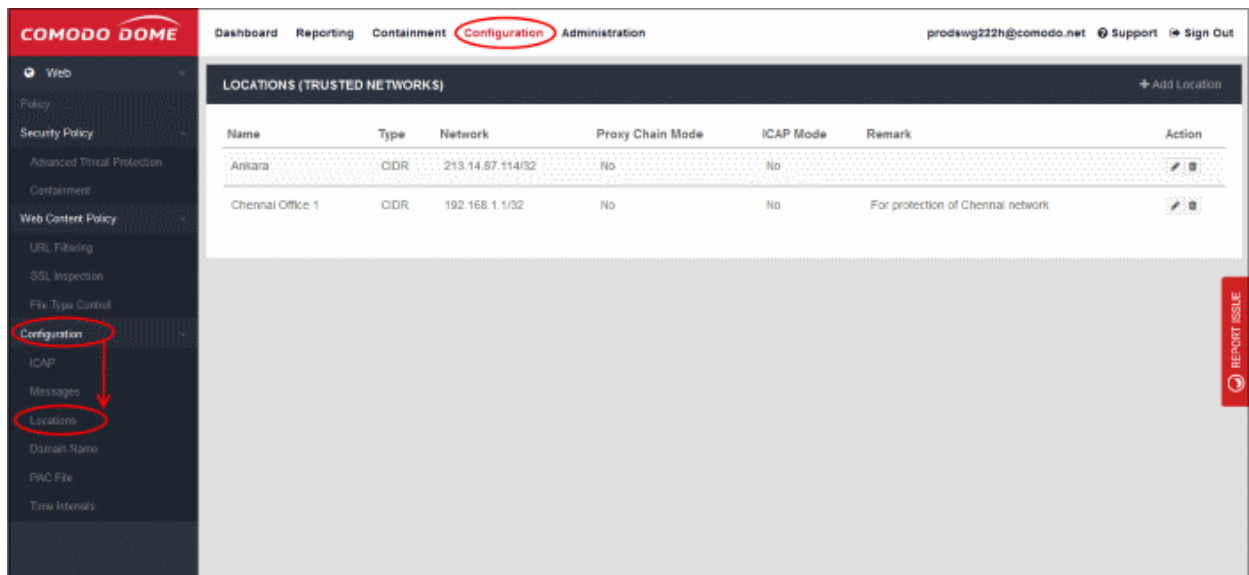 COMODO DOME
Dashboard Reporting Containment Configuration Administration
prodswg222h@comodo.net Support Sign Out
Web
Policy
Security Policy
Advanced Threat Protection
Containment
Web Content Policy
URL Filtering
SSL Inspection
File Type Control
Configuration
ICAP
Messages
Locations
Domain Name
PAC File
Time Intervals
LOCATIONS (TRUSTED NETWORKS)
+ Add Location
Name Type Network Proxy Chain Mode ICAP Mode Remark Action
Ankara CIDR 213.14.87.114/32 No No
Chennai Office 1 CIDR 192.168.1.1/32 No No For protection of Chennai network
REPORT ISSUE